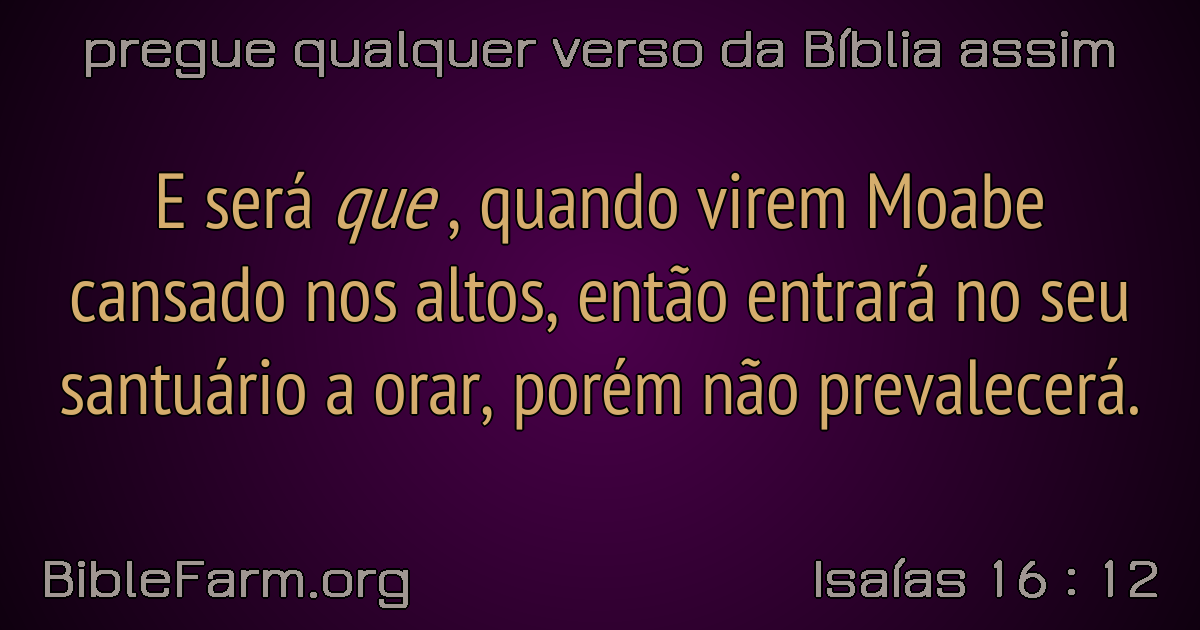 pregue qualquer verso da Bíblia assim
E será que , quando virem Moabe
cansado nos altos, então entrará no seu
santuário a orar, porém não prevalecerá.
BibleFarm.org
Isaías 16 : 12